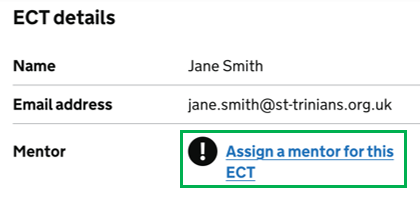 ECT details
Name Jane Smith
Email address jane.smith@st-trinians.org.uk
Mentor ! Assign a mentor for this
ECT